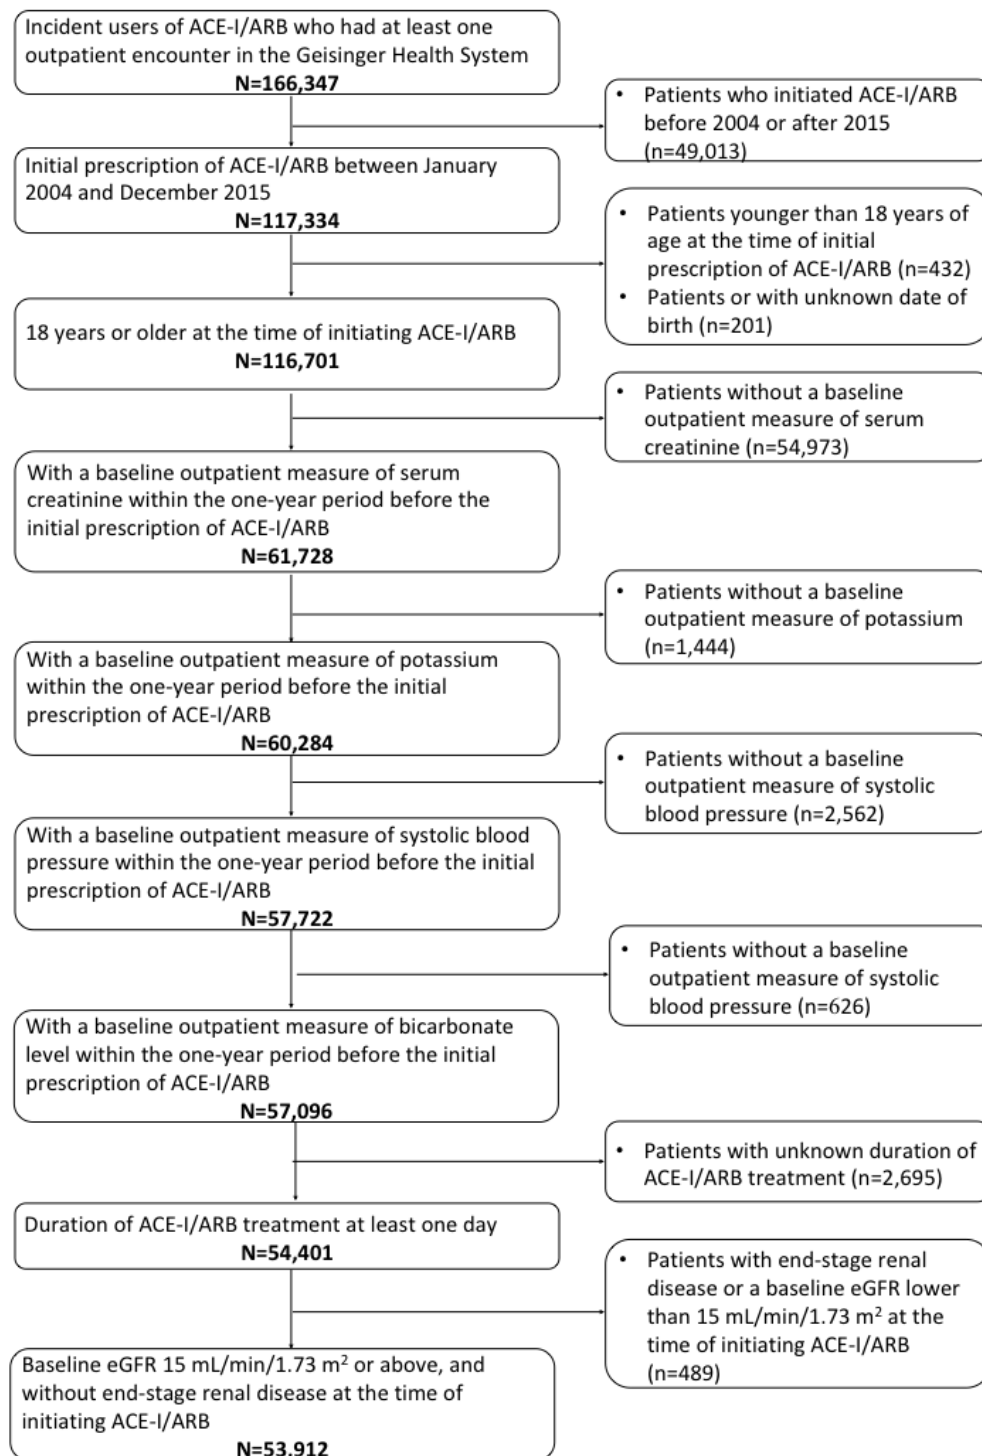 Incident users of ACE-I/ARB who had at least one
outpatient encounter in the Geisinger Health System
N=166,347
• Patients who initiated ACE-I/ARB
before 2004 or after 2015
(n=49,013)
Initial prescription of ACE-I/ARB between January
2004 and December 2015
N=117,334
• Patients younger than 18 years of
age at the time of initial
prescription of ACE-I/ARB (n=432)
• Patients or with unknown date of
birth (n=201)
18 years or older at the time of initiating ACE-I/ARB
N=116,701
• Patients without a baseline
outpatient measure of serum
creatinine (n=54,973)
With a baseline outpatient measure of serum
creatinine within the one-year period before the
initial prescription of ACE-I/ARB
N=61,728
• Patients without a baseline
outpatient measure of potassium
(n=1,444)
With a baseline outpatient measure of potassium
within the one-year period before the initial
prescription of ACE-I/ARB
N=60,284
• Patients without a baseline
outpatient measure of systolic
blood pressure (n=2,562)
With a baseline outpatient measure of systolic blood
pressure within the one-year period before the initial
prescription of ACE-I/ARB
N=57,722
• Patients without a baseline
outpatient measure of systolic
blood pressure (n=626)
With a baseline outpatient measure of bicarbonate
level within the one-year period before the initial
prescription of ACE-I/ARB
N=57,096
• Patients with unknown duration of
ACE-I/ARB treatment (n=2,695)
Duration of ACE-I/ARB treatment at least one day
N=54,401
• Patients with end-stage renal
disease or a baseline eGFR lower
than 15 mL/min/1.73 m² at the
time of initiating ACE-I/ARB
(n=489)
Baseline eGFR 15 mL/min/1.73 m² or above, and
without end-stage renal disease at the time of
initiating ACE-I/ARB
N=53,912